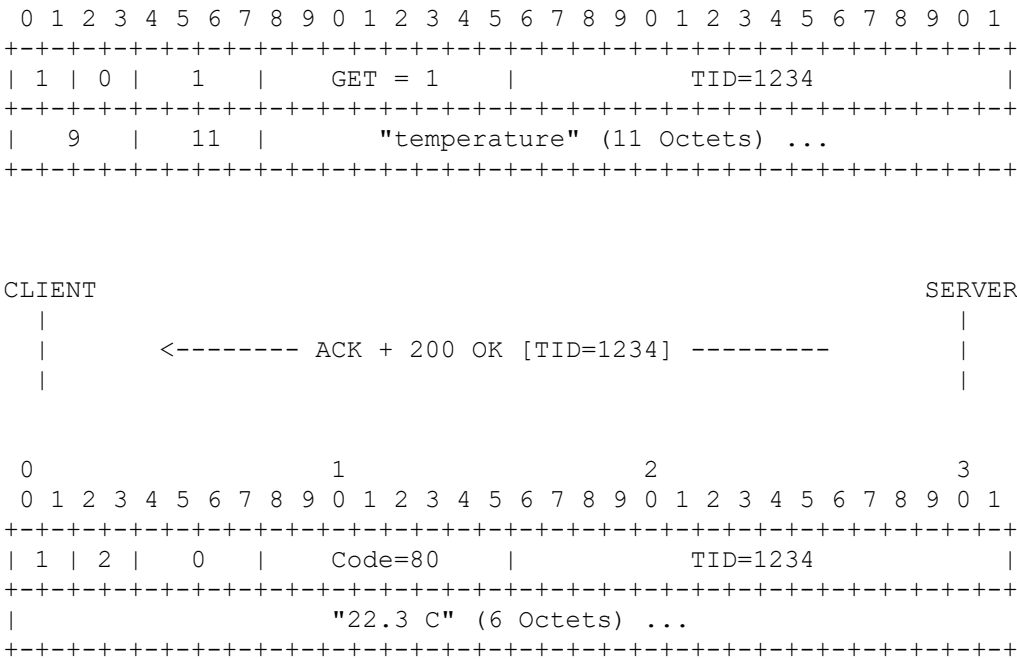 0 1 2 3 4 5 6 7 8 9 0 1 2 3 4 5 6 7 8 9 0 1 2 3 4 5 6 7 8 9 0 1
+-+-+-+-+-+-+-+-+-+-+-+-+-+-+-+-+-+-+-+-+-+-+-+-+-+-+-+-+-+-+-+-+
| 1 | 0 |   1   |    GET = 1    |           TID=1234            |
+-+-+-+-+-+-+-+-+-+-+-+-+-+-+-+-+-+-+-+-+-+-+-+-+-+-+-+-+-+-+-+-+
|   9   |   11  |       "temperature" (11 Octets) ...
+-+-+-+-+-+-+-+-+-+-+-+-+-+-+-+-+-+-+-+-+-+-+-+-+-+-+-+-+-+-+-+-+
CLIENT                                                     SERVER
  |                                                          |
  |       <-------- ACK + 200 OK [TID=1234] ---------        |
  |                                                          |
 0                   1                   2                   3
 0 1 2 3 4 5 6 7 8 9 0 1 2 3 4 5 6 7 8 9 0 1 2 3 4 5 6 7 8 9 0 1
+-+-+-+-+-+-+-+-+-+-+-+-+-+-+-+-+-+-+-+-+-+-+-+-+-+-+-+-+-+-+-+-+
| 1 | 2 |   0   |    Code=80    |           TID=1234            |
+-+-+-+-+-+-+-+-+-+-+-+-+-+-+-+-+-+-+-+-+-+-+-+-+-+-+-+-+-+-+-+-+
|                    "22.3 C" (6 Octets) ...
+-+-+-+-+-+-+-+-+-+-+-+-+-+-+-+-+-+-+-+-+-+-+-+-+-+-+-+-+-+-+-+-+